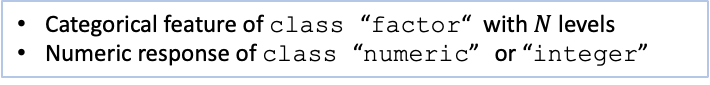 • Categorical feature of class “factor“ with N levels
• Numeric response of class “numeric” or “integer”